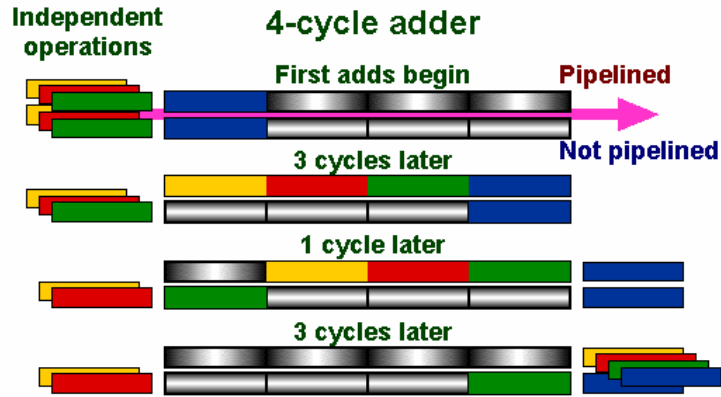 Independent
operations
4-cycle adder
First adds begin
Pipelined
Not pipelined
3 cycles later
1 cycle later
3 cycles later